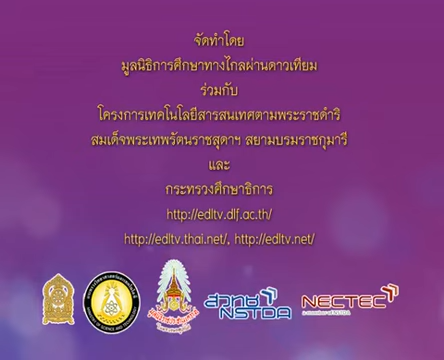 จัดทำโดย
มูลนิธิการศึกษาทางไกลผ่านดาวเทียม
ร่วมกับ
โครงการเทคโนโลยีสารสนเทศตามพระราชดำริ
สมเด็จพระเทพรัตนราชสุดาฯ สยามบรมราชกุมารี
และ
กระทรวงศึกษาธิการ
http://edltv.dlf.ac.th/
http://edltv.thai.net/, http://edltv.net/
สวทช
NSTDA
NECTEC
a member of NSTDA